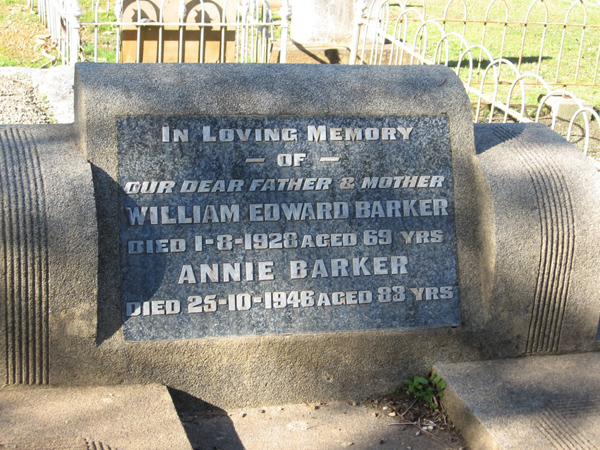 In Loving Memory
— OF —
OUR DEAR FATHER & MOTHER
WILLIAM EDWARD BARKER
DIED 1-8-1928 AGED 69 YRS
ANNIE BARKER
DIED 25-10-1946 AGED 83 YRS